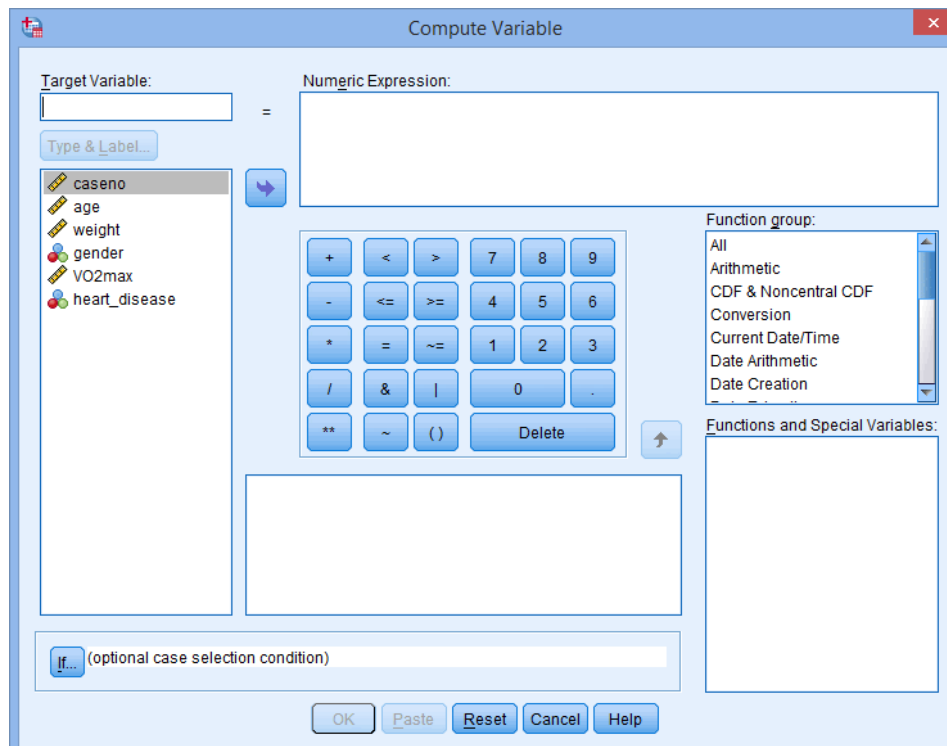 Compute Variable
Target Variable:
Numeric Expression:
=
Type & Label...
caseno
age
weight
gender
VO2max
heart_disease
+ < > 7 8 9
- <= >= 4 5 6
* = ~= 1 2 3
/ & | 0 .
** ~ ( ) Delete
Function group:
All
Arithmetic
CDF & Noncentral CDF
Conversion
Current Date/Time
Date Arithmetic
Date Creation
Functions and Special Variables:
If... (optional case selection condition)
OK Paste Reset Cancel Help